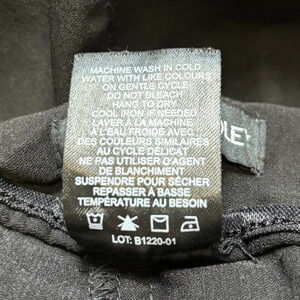 MACHINE WASH IN COLD
WATER WITH LIKE COLOURS
ON GENTLE CYCLE
DO NOT BLEACH
HANG TO DRY
COOL IRON IF NEEDED
LAVER À LA MACHINE
À L'EAU FROIDE AVEC
DES COULEURS SIMILAIRES
AU CYCLE DÉLICAT
NE PAS UTILISER D'AGENT
DE BLANCHIMENT
SUSPENDRE POUR SÉCHER
REPASSER À BASSE
TEMPÉRATURE AU BESOIN
LOT: B1220-01